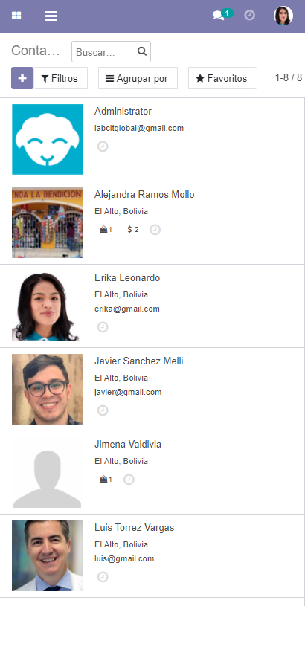 1
Conta...
Buscar...
+ Filtros
Agrupar por
Favoritos
1-8 / 8
Administrator
labcitglobal@gmail.com
NDA LA BENDICION
Alejandra Ramos Mollo
El Alto, Bolivia
1 $ 2
Erika Leonardo
El Alto, Bolivia
erika@gmail.com
Javier Sanchez Melli
El Alto, Bolivia
javier@gmail.com
Jimena Valdivia
El Alto, Bolivia
1
Luis Torrez Vargas
El Alto, Bolivia
luis@gmail.com